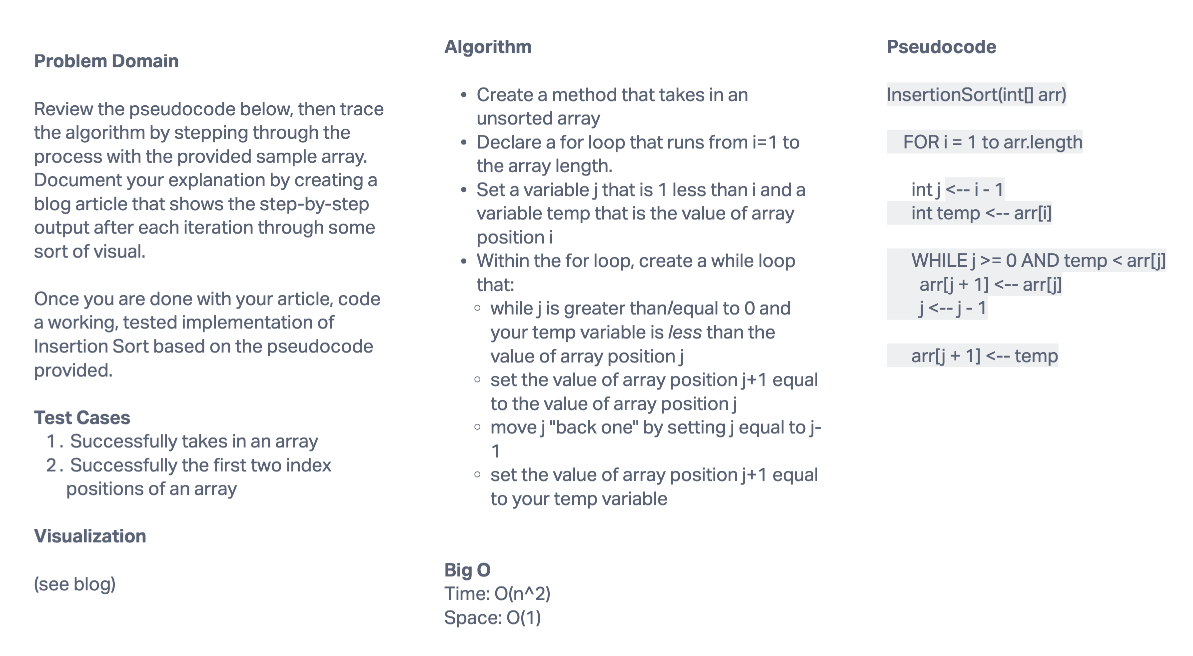 Problem Domain
Review the pseudocode below, then trace
the algorithm by stepping through the
process with the provided sample array.
Document your explanation by creating a
blog article that shows the step-by-step
output after each iteration through some
sort of visual.
Once you are done with your article, code
a working, tested implementation of
Insertion Sort based on the pseudocode
provided.
Test Cases
1. Successfully takes in an array
2. Successfully the first two index
positions of an array
Visualization
(see blog)
Algorithm
• Create a method that takes in an
unsorted array
• Declare a for loop that runs from i=1 to
the array length.
• Set a variable j that is 1 less than i and a
variable temp that is the value of array
position i
• Within the for loop, create a while loop
that:
◦ while j is greater than/equal to 0 and
your temp variable is less than the
value of array position j
◦ set the value of array position j+1 equal
to the value of array position j
◦ move j "back one" by setting j equal to j-
1
◦ set the value of array position j+1 equal
to your temp variable
Big O
Time: O(n^2)
Space: O(1)
Pseudocode
InsertionSort(int[] arr)
FOR i = 1 to arr.length
int j <-- i - 1
int temp <-- arr[i]
WHILE j >= 0 AND temp < arr[j]
arr[j + 1] <-- arr[j]
j <-- j - 1
arr[j + 1] <-- temp